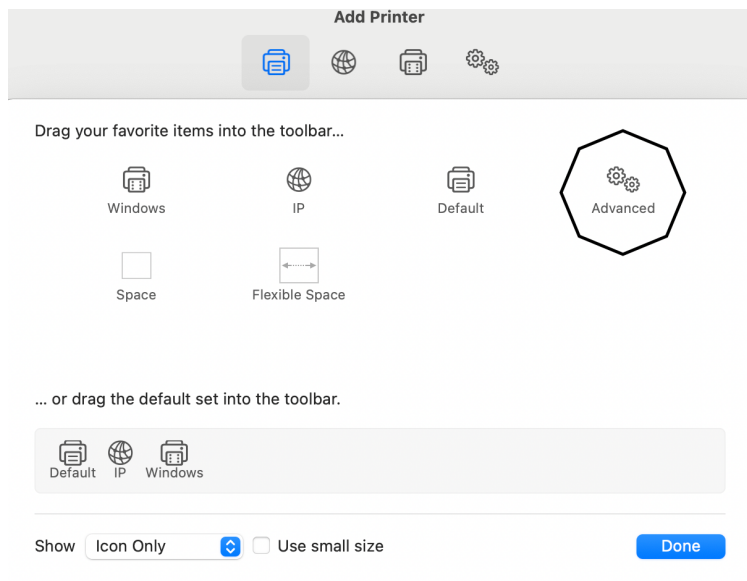 Add Printer
Drag your favorite items into the toolbar...
Windows
IP
Default
Advanced
Space
Flexible Space
... or drag the default set into the toolbar.
Default IP Windows
Show Icon Only Use small size Done